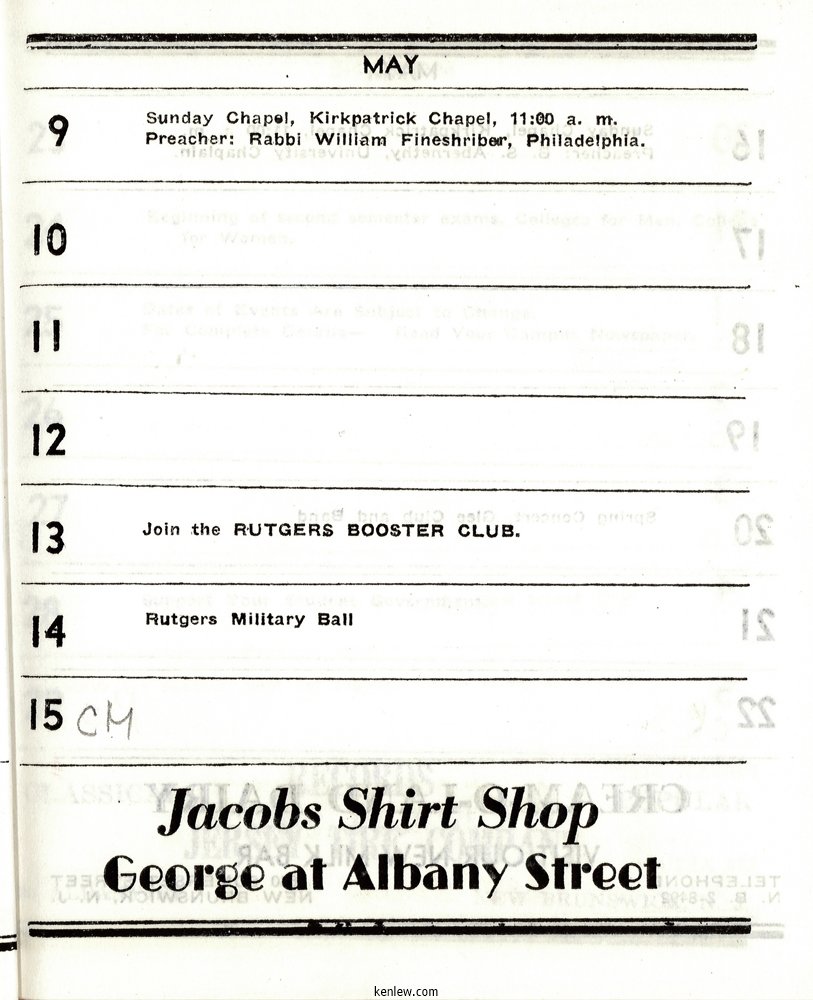 MAY
9 Sunday Chapel, Kirkpatrick Chapel, 11:00 a. m.
Preacher: Rabbi William Fineshriber, Philadelphia.
10
11
12
13 Join the RUTGERS BOOSTER CLUB.
14 Rutgers Military Ball
15 CM
Jacobs Shirt Shop
George at Albany Street
kenlew.com